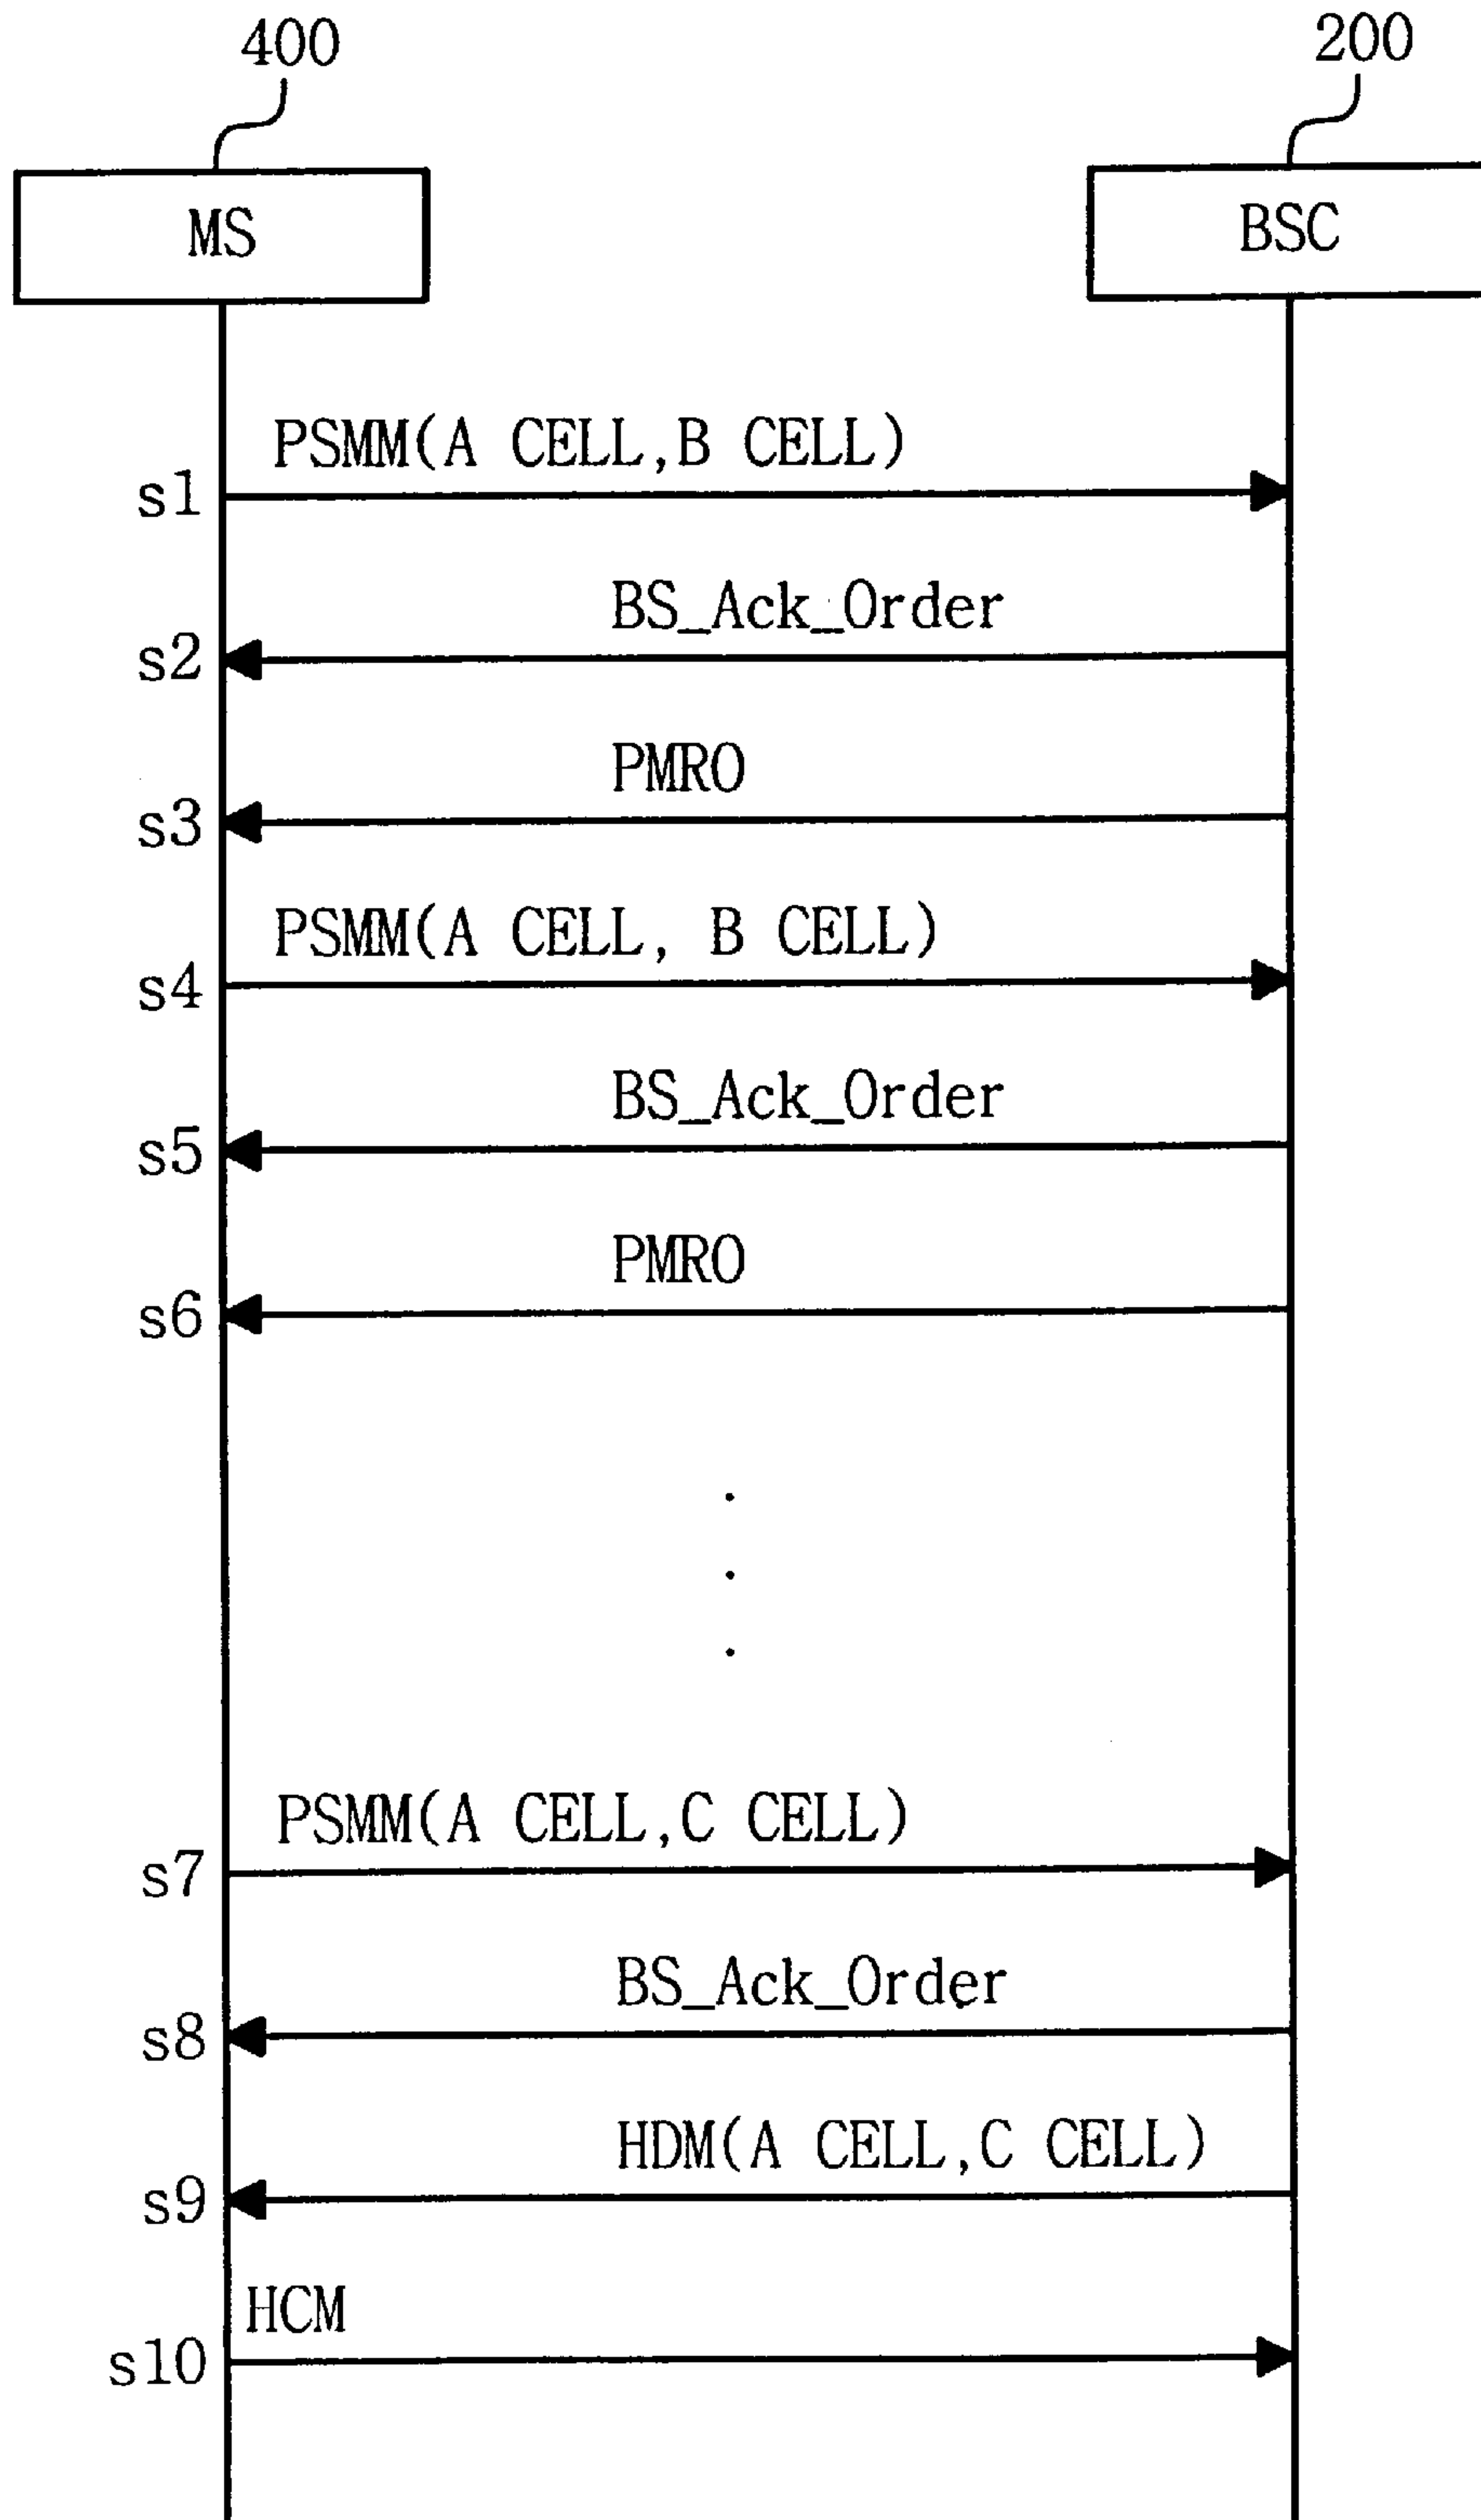 400
200
MS
BSC
PSMM(A CELL,B CELL)
s1
BS_Ack_Order
s2
PMRO
s3
PSMM(A CELL, B CELL)
s4
BS_Ack_Order
s5
PMRO
s6
PSMM(A CELL,C CELL)
s7
BS_Ack_Order
s8
HDM(A CELL,C CELL)
s9
HCM
s10